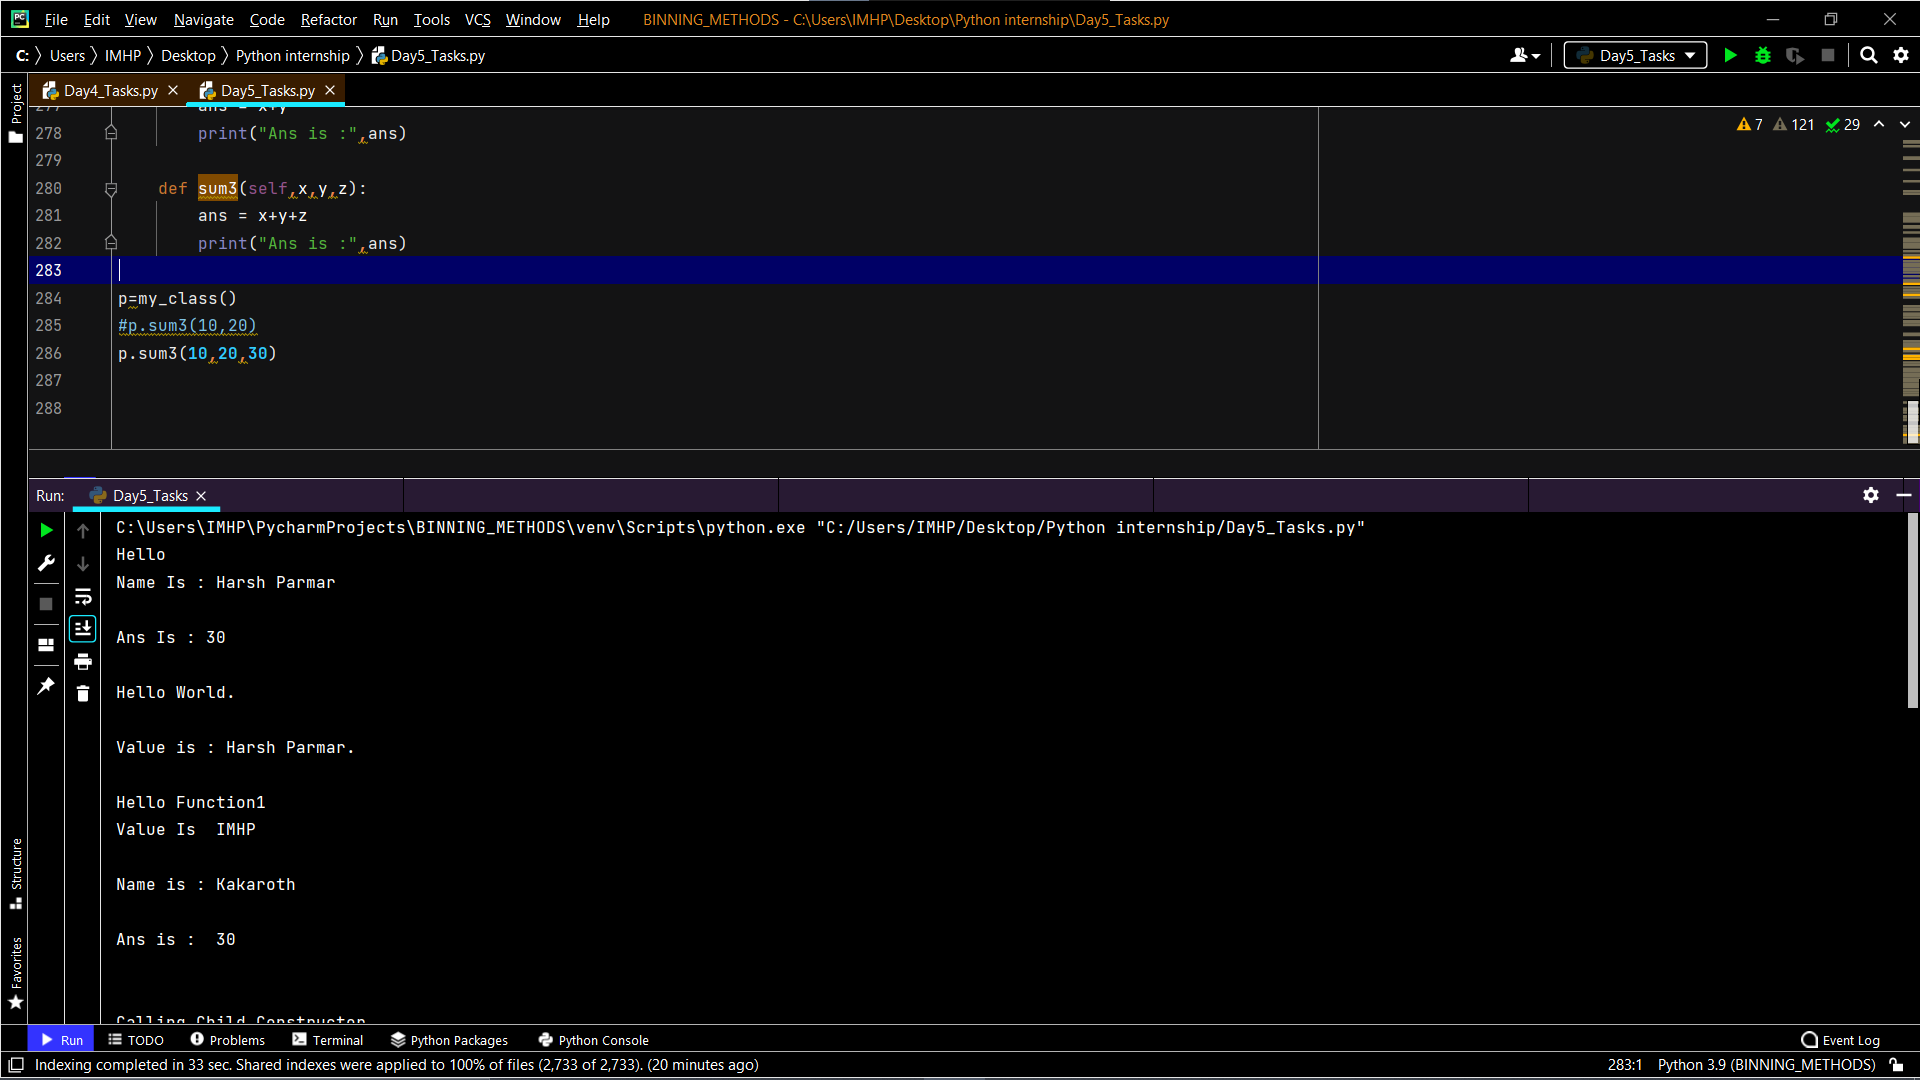 PC File Edit View Navigate Code Refactor Run Tools VCS Window Help BINNING_METHODS - C:\Users\IMHP\Desktop\Python internship\Day5_Tasks.py
C: Users IMHP Desktop Python internship Day5_Tasks.py Day5_Tasks
Project
Day4_Tasks.py Day5_Tasks.py
277 ans = x+y
278 print("Ans is :",ans)
7 121 29
279
280 def sum3(self,x,y,z):
281 ans = x+y+z
282 print("Ans is :",ans)
283
284 p=my_class()
285 #p.sum3(10,20)
286 p.sum3(10,20,30)
287
288
Run: Day5_Tasks
C:\Users\IMHP\PycharmProjects\BINNING_METHODS\venv\Scripts\python.exe "C:/Users/IMHP/Desktop/Python internship/Day5_Tasks.py"
Hello
Name Is : Harsh Parmar
Ans Is : 30
Hello World.
Value is : Harsh Parmar.
Hello Function1
Value Is  IMHP
Name is : Kakaroth
Ans is :  30
Calling Child Constructor
Structure
Favorites
Run TODO Problems Terminal Python Packages Python Console Event Log
Indexing completed in 33 sec. Shared indexes were applied to 100% of files (2,733 of 2,733). (20 minutes ago) 283:1 Python 3.9 (BINNING_METHODS)